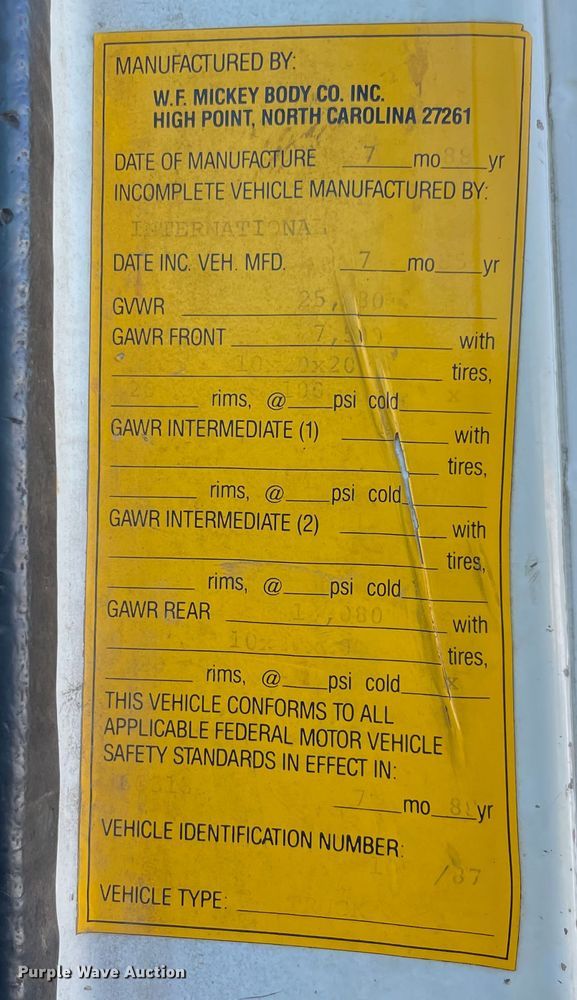 MANUFACTURED BY:
W.F. MICKEY BODY CO. INC.
HIGH POINT, NORTH CAROLINA 27261
DATE OF MANUFACTURE 7 mo yr
INCOMPLETE VEHICLE MANUFACTURED BY:
INTERNATIONAL
DATE INC. VEH. MFD. 7 mo yr
GVWR
GAWR FRONT with
tires,
rims, @ psi cold x
GAWR INTERMEDIATE (1) with
tires,
rims, @ psi cold
GAWR INTERMEDIATE (2) with
tires,
rims, @ psi cold
GAWR REAR with
tires,
rims, @ psi cold x
THIS VEHICLE CONFORMS TO ALL
APPLICABLE FEDERAL MOTOR VEHICLE
SAFETY STANDARDS IN EFFECT IN:
7 mo yr
VEHICLE IDENTIFICATION NUMBER:
/87
VEHICLE TYPE:
Purple Wave Auction